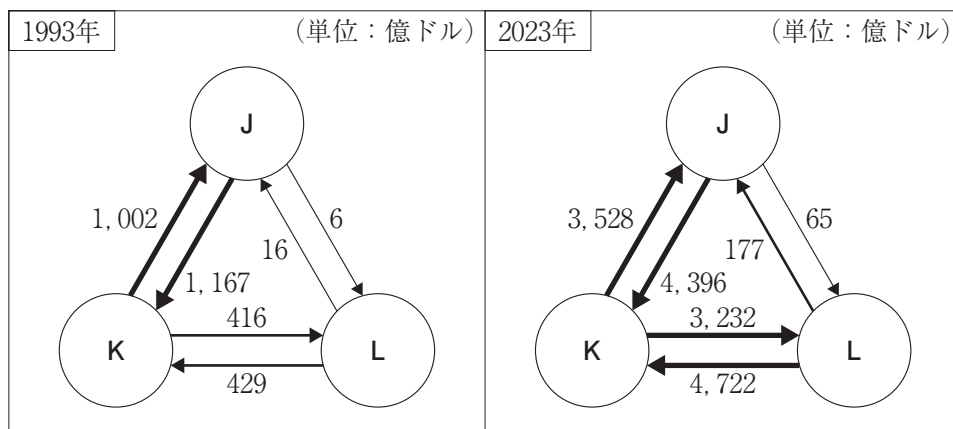 1993年
(単位:億ドル)
J
1,002
6
16
1,167
K
416
L
429
2023年
(単位:億ドル)
J
3,528
65
177
4,396
K
3,232
L
4,722